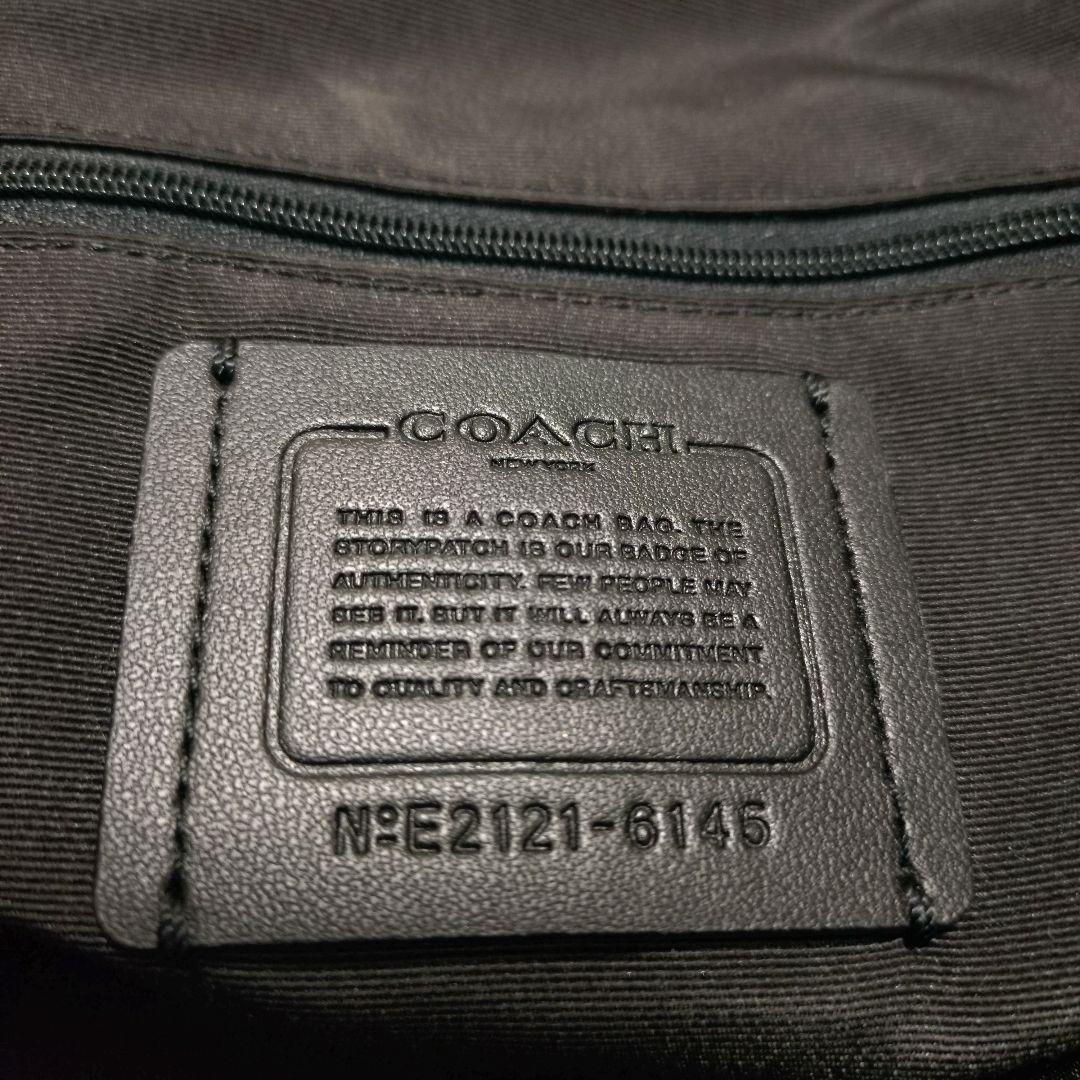 COACH
NEW YORK
THIS IS A COACH BAG. THE
STORYPATCH IS OUR BADGE OF
AUTHENTICITY. FEW PEOPLE MAY
SEE IT. BUT IT WILL ALWAYS BE A
REMINDER OF OUR COMMITMENT
TO QUALITY AND CRAFTSMANSHIP.
NºE2121-6145